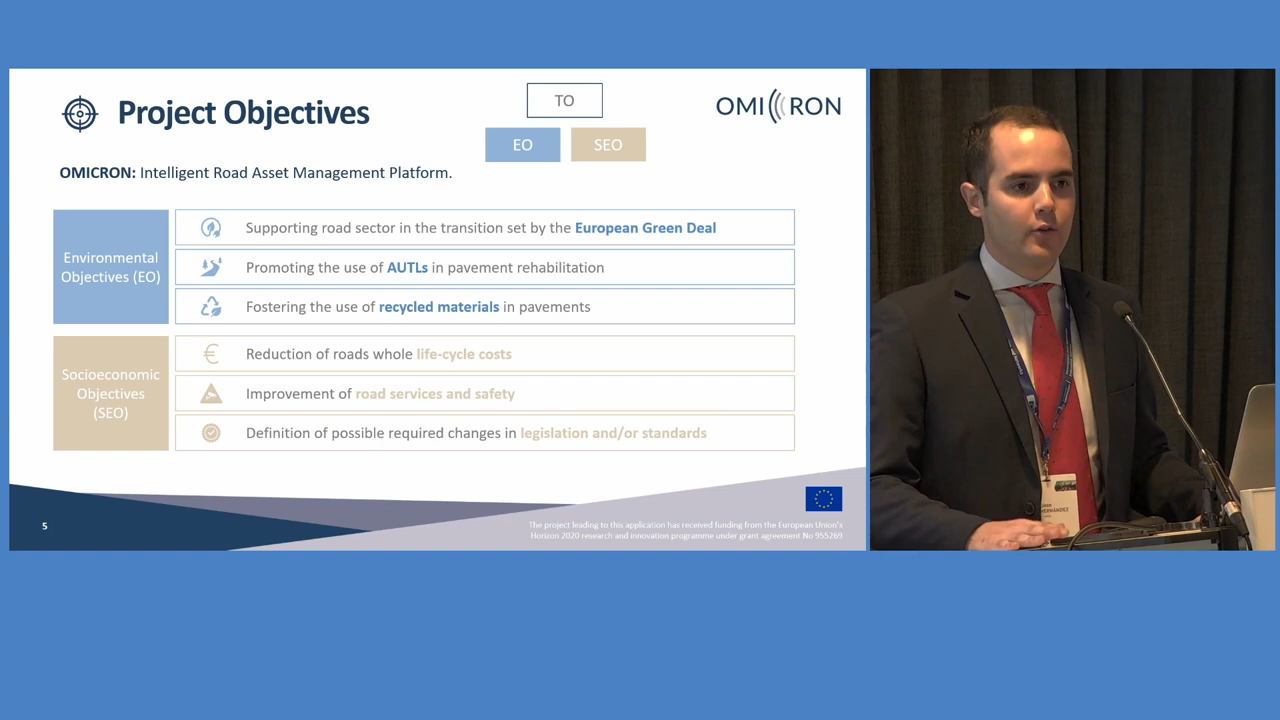 Project Objectives
TO
EO
SEO
OMICRON
OMICRON: Intelligent Road Asset Management Platform.
Environmental
Objectives (EO)
Supporting road sector in the transition set by the European Green Deal
Promoting the use of AUTLs in pavement rehabilitation
Fostering the use of recycled materials in pavements
Socioeconomic
Objectives
(SEO)
Reduction of roads whole life-cycle costs
Improvement of road services and safety
Definition of possible required changes in legislation and/or standards
5
The project leading to this application has received funding from the European Union's
Horizon 2020 research and innovation programme under grant agreement No 955269
HERNÁNDEZ